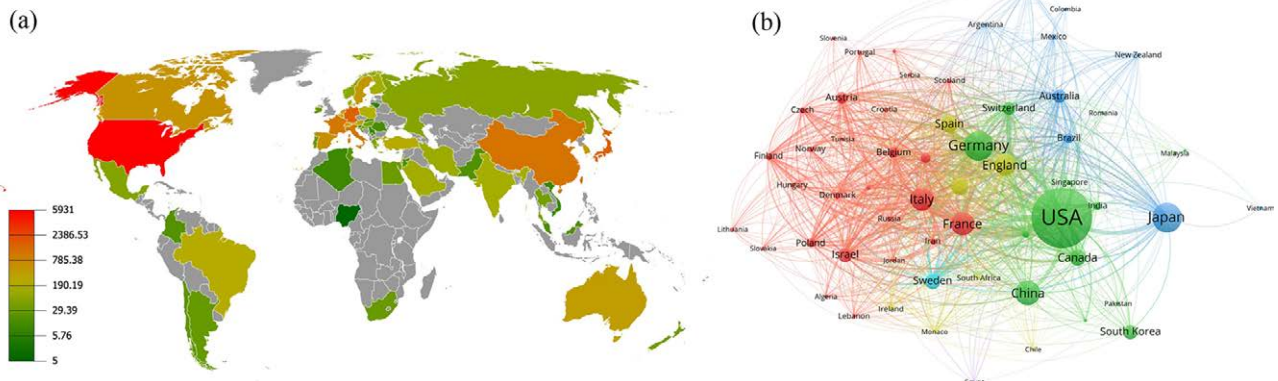 (a)
5931
2386.53
785.38
190.19
29.39
5.76
5
(b)
Colombia
Argentina
Slovenia
Mexico
Portugal
New Zealand
Serbia
Scotland
Austria
Switzerland
Australia
Czech
Croatia
Romania
Spain
Tunisia
Brazil
Norway
Germany
Finland
Belgium
Malaysia
England
Singapore
Hungary
Denmark
Italy
India
Vietnam
USA
Japan
Russia
France
Lithuania
Iran
Slovakia
Poland
Israel
Jordan
Canada
South Africa
Sweden
China
Algeria
Pakistan
Ireland
Lebanon
Monaco
South Korea
Chile